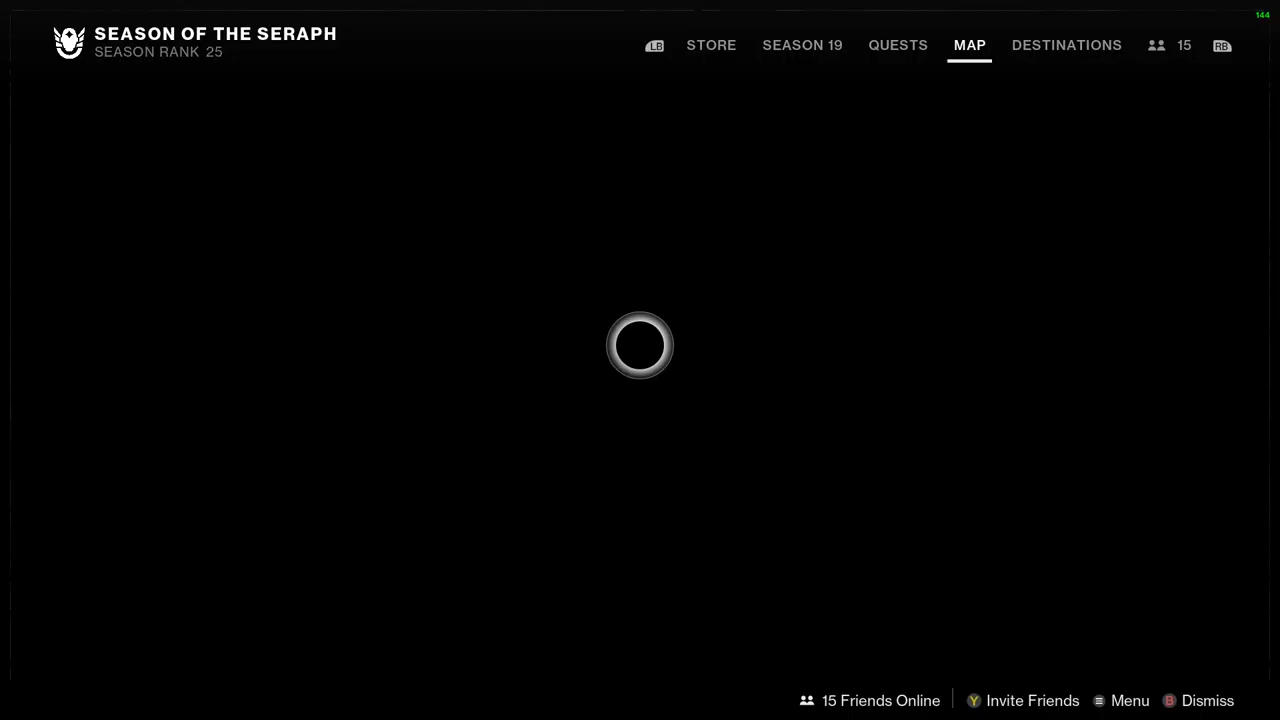 144
SEASON OF THE SERAPH
SEASON RANK 25
LB STORE SEASON 19 QUESTS MAP DESTINATIONS 15 RB
15 Friends Online Y Invite Friends Menu B Dismiss